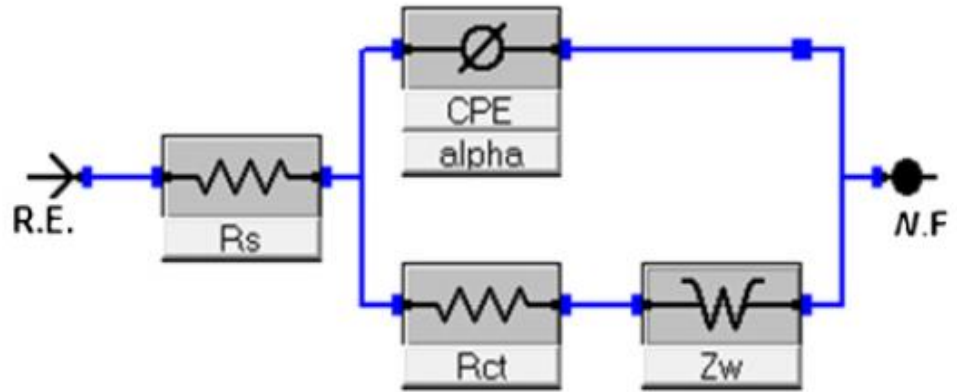 CPE
alpha
R.E.
Rs
N.F
Rct
Zw